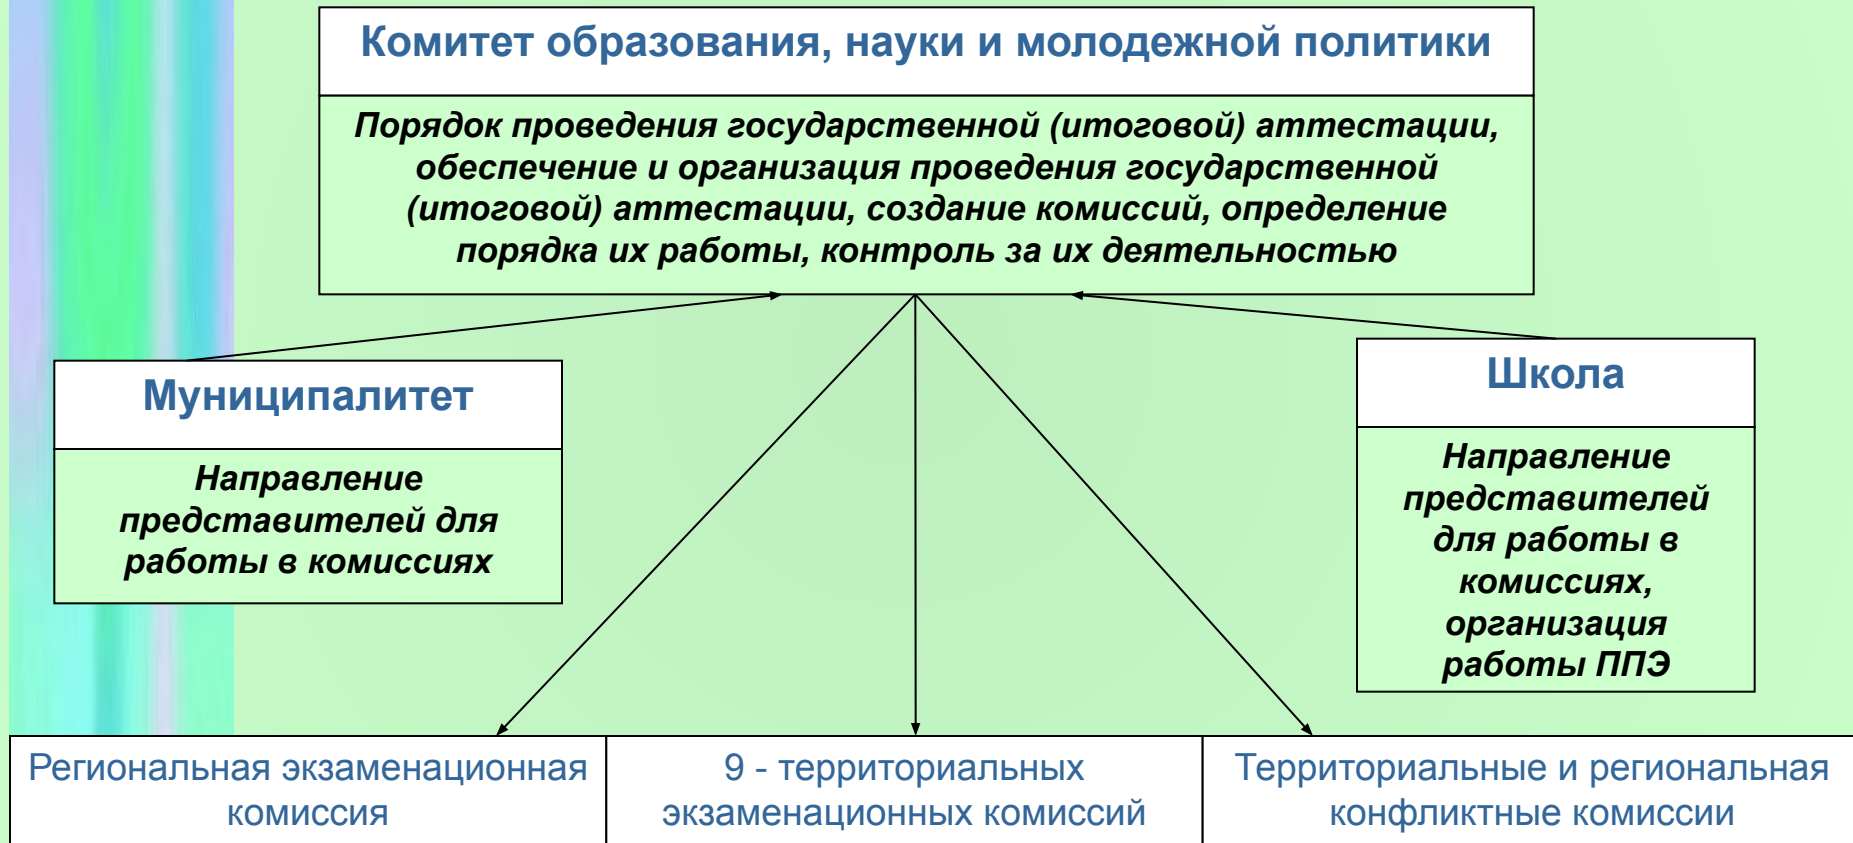 Комитет образования, науки и молодежной политики
Порядок проведения государственной (итоговой) аттестации,
обеспечение и организация проведения государственной
(итоговой) аттестации, создание комиссий, определение
порядка их работы, контроль за их деятельностью
Муниципалитет
Направление
представителей для
работы в комиссиях
Школа
Направление
представителей
для работы в
комиссиях,
организация
работы ППЭ
Региональная экзаменационная
комиссия
9 - территориальных
экзаменационных комиссий
Территориальные и региональная
конфликтные комиссии